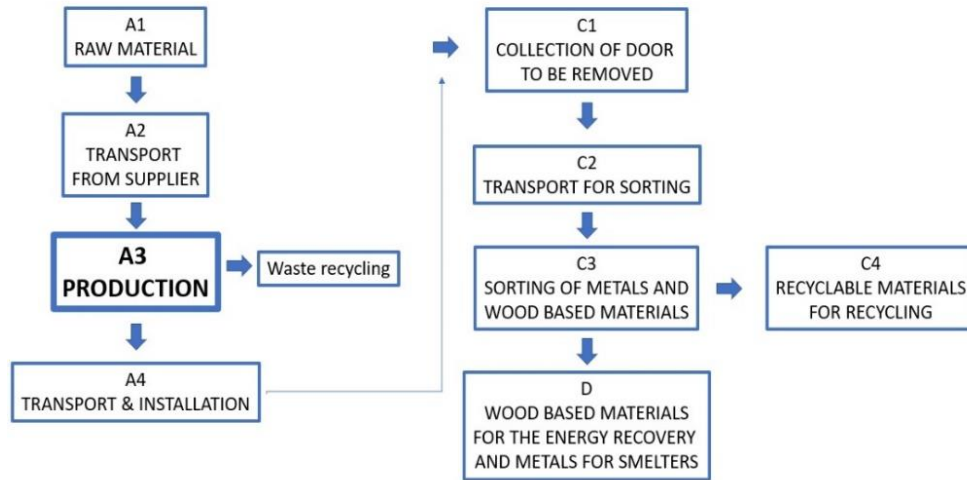 A1
RAW MATERIAL
A2
TRANSPORT
FROM SUPPLIER
A3
PRODUCTION
Waste recycling
A4
TRANSPORT & INSTALLATION
C1
COLLECTION OF DOOR
TO BE REMOVED
C2
TRANSPORT FOR SORTING
C3
SORTING OF METALS AND
WOOD BASED MATERIALS
C4
RECYCLABLE MATERIALS
FOR RECYCLING
D
WOOD BASED MATERIALS
FOR THE ENERGY RECOVERY
AND METALS FOR SMELTERS